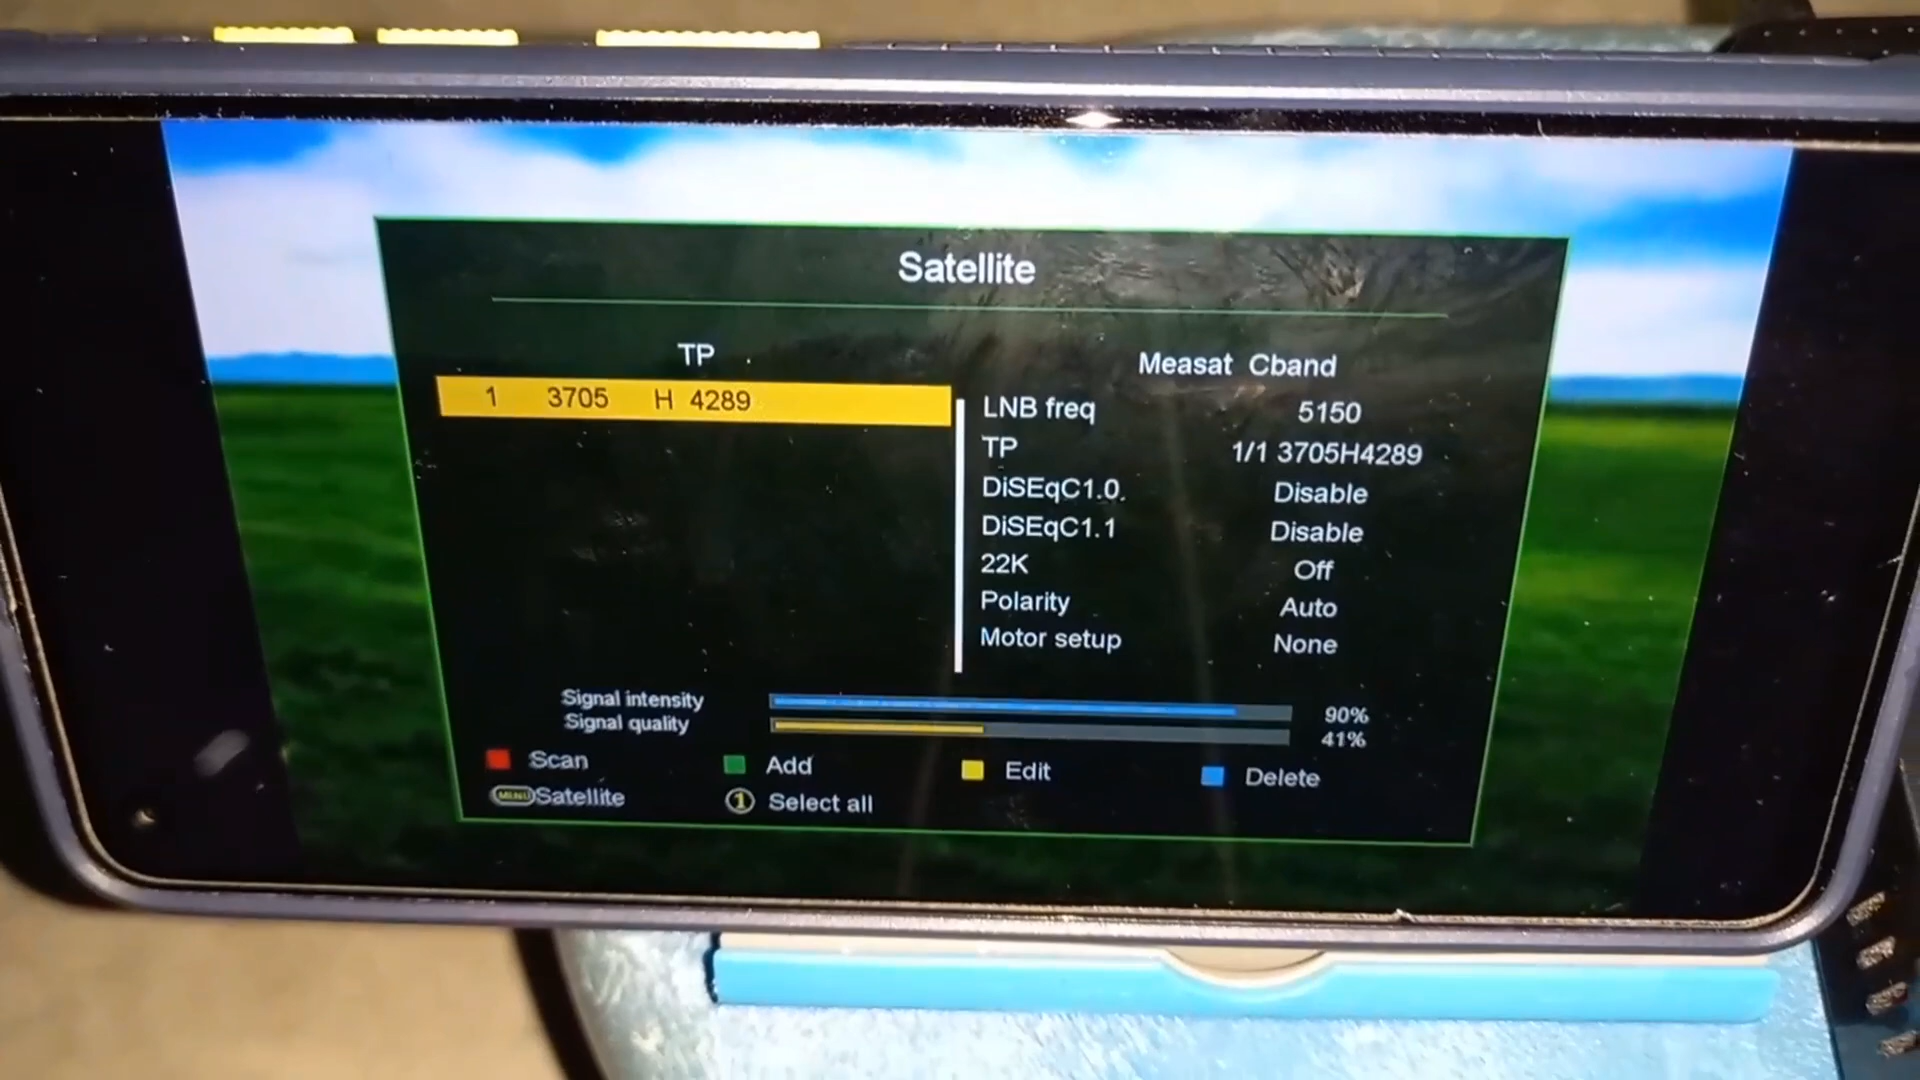 Satellite
TP
1 3705 H 4289
Measat Cband
LNB freq 5150
TP 1/1 3705H4289
DiSEqC1.0 Disable
DiSEqC1.1 Disable
22K Off
Polarity Auto
Motor setup None
Signal intensity 90%
Signal quality 41%
Scan Add Edit Delete
MENU Satellite 1 Select all